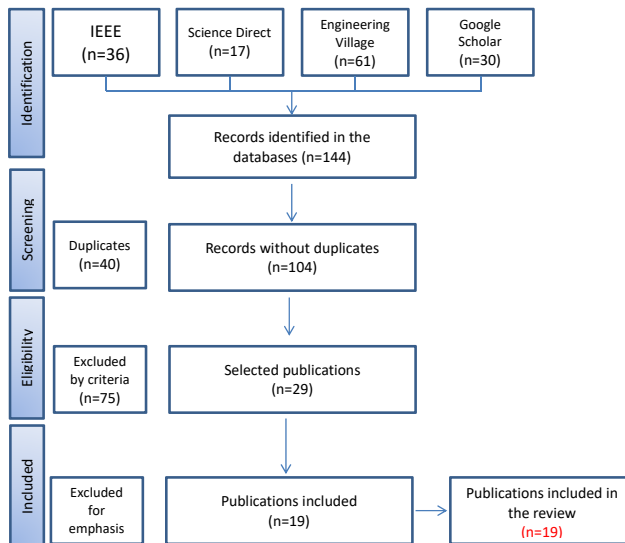 Identification
IEEE
(n=36)
Science Direct
(n=17)
Engineering
Village
(n=61)
Google
Scholar
(n=30)
Records identified in the
databases (n=144)
Screening
Duplicates
(n=40)
Records without duplicates
(n=104)
Eligibility
Excluded
by criteria
(n=75)
Selected publications
(n=29)
Included
Excluded
for
emphasis
Publications included
(n=19)
Publications included in
the review
(n=19)